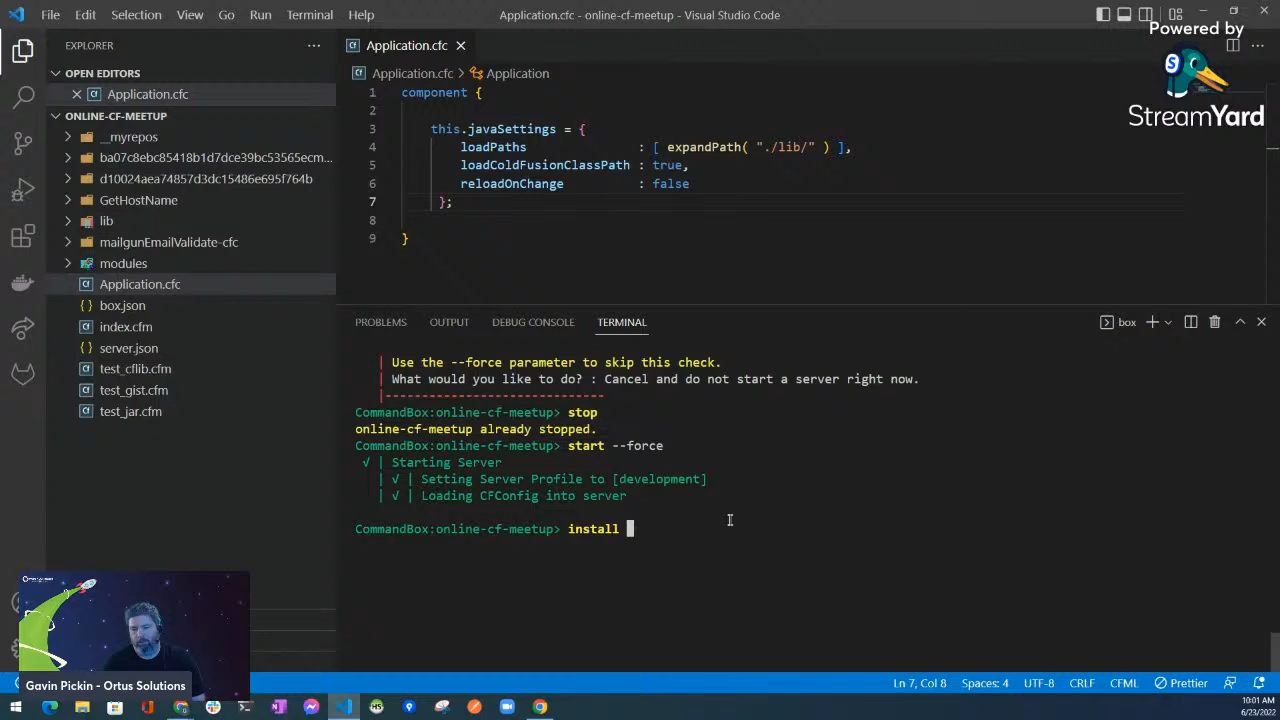 File Edit Selection View Go Run Terminal Help
Application.cfc - online-cf-meetup - Visual Studio Code
Powered by
StreamYard
EXPLORER
OPEN EDITORS
Application.cfc
ONLINE-CF-MEETUP
__myrepos
ba07c8ebc85418b1d7dce39bc53565ecm...
d10024aea74857d3dc15486e695f764b
GetHostName
lib
mailgunEmailValidate-cfc
modules
Application.cfc
box.json
index.cfm
server.json
test_cflib.cfm
test_gist.cfm
test_jar.cfm
Application.cfc
Application.cfc > Application
1 component {
2
3 this.javaSettings = {
4 loadPaths : [ expandPath( "./lib/" ) ],
5 loadColdFusionClassPath : true,
6 reloadOnChange : false
7 };
8
9 }
PROBLEMS OUTPUT DEBUG CONSOLE TERMINAL
box
| Use the --force parameter to skip this check.
| What would you like to do? : Cancel and do not start a server right now.
|----------------------------
CommandBox:online-cf-meetup> stop
online-cf-meetup already stopped.
CommandBox:online-cf-meetup> start --force
√ | Starting Server
| √ | Setting Server Profile to [development]
| √ | Loading CFConfig into server
CommandBox:online-cf-meetup> install
Gavin Pickin - Ortus Solutions
Ln 7, Col 8 Spaces: 4 UTF-8 CRLF CFML Prettier
10:01 AM
6/23/2022